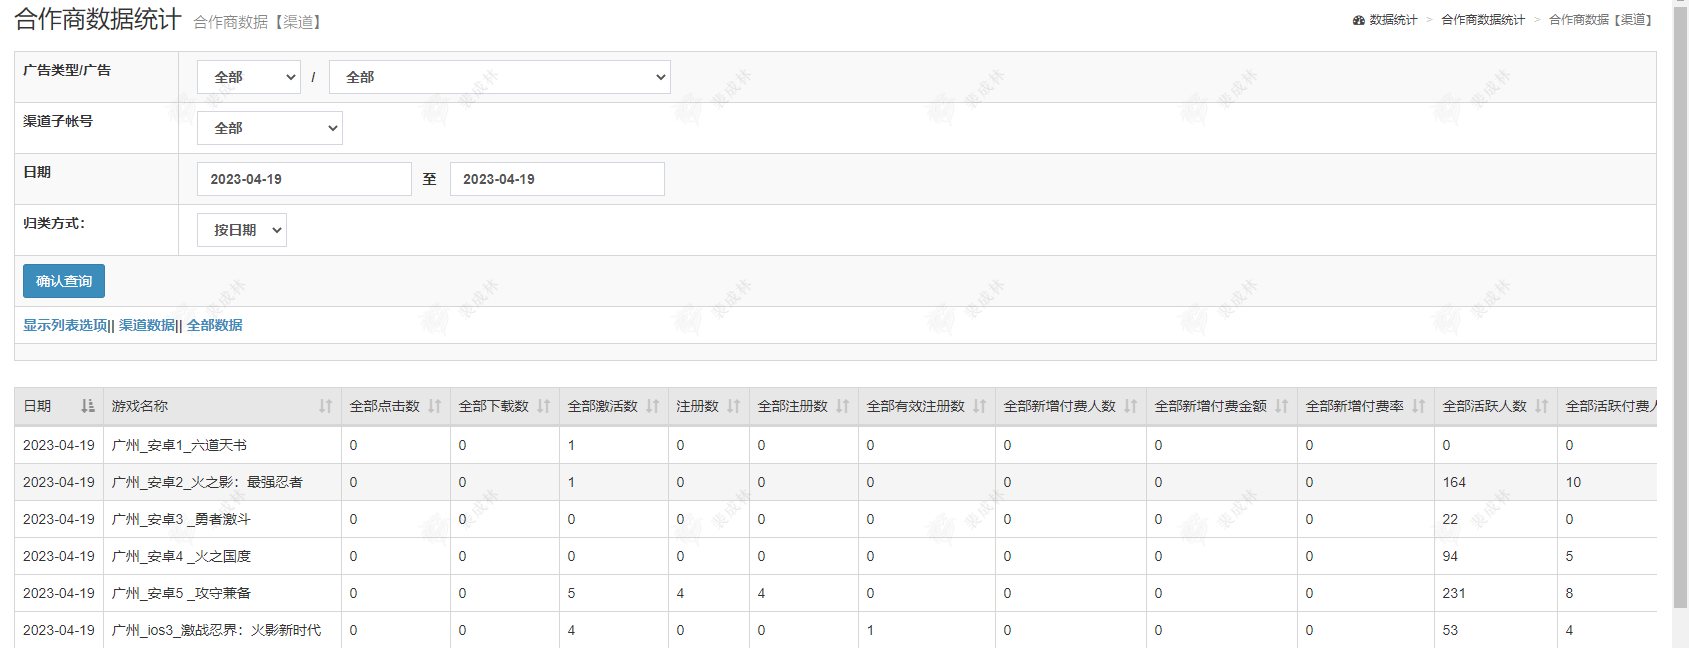 合作商数据统计 合作商数据【渠道】
数据统计 > 合作商数据统计 > 合作商数据【渠道】
广告类型/广告 全部 / 全部
渠道子帐号 全部
日期 2023-04-19 至 2023-04-19
归类方式： 按日期
确认查询
显示列表选项|| 渠道数据|| 全部数据
日期 游戏名称 全部点击数 全部下载数 全部激活数 注册数 全部注册数 全部有效注册数 全部新增付费人数 全部新增付费金额 全部新增付费率 全部活跃人数 全部活跃付费
2023-04-19 广州_安卓1_六道天书 0 0 1 0 0 0 0 0 0 0 0
2023-04-19 广州_安卓2_火之影：最强忍者 0 0 1 0 0 0 0 0 0 164 10
2023-04-19 广州_安卓3 _勇者激斗 0 0 0 0 0 0 0 0 0 22 0
2023-04-19 广州_安卓4 _火之国度 0 0 0 0 0 0 0 0 0 94 5
2023-04-19 广州_安卓5 _攻守兼备 0 0 5 4 4 0 0 0 0 231 8
2023-04-19 广州_ios3_激战忍界：火影新时代 0 0 4 0 0 1 0 0 0 53 4